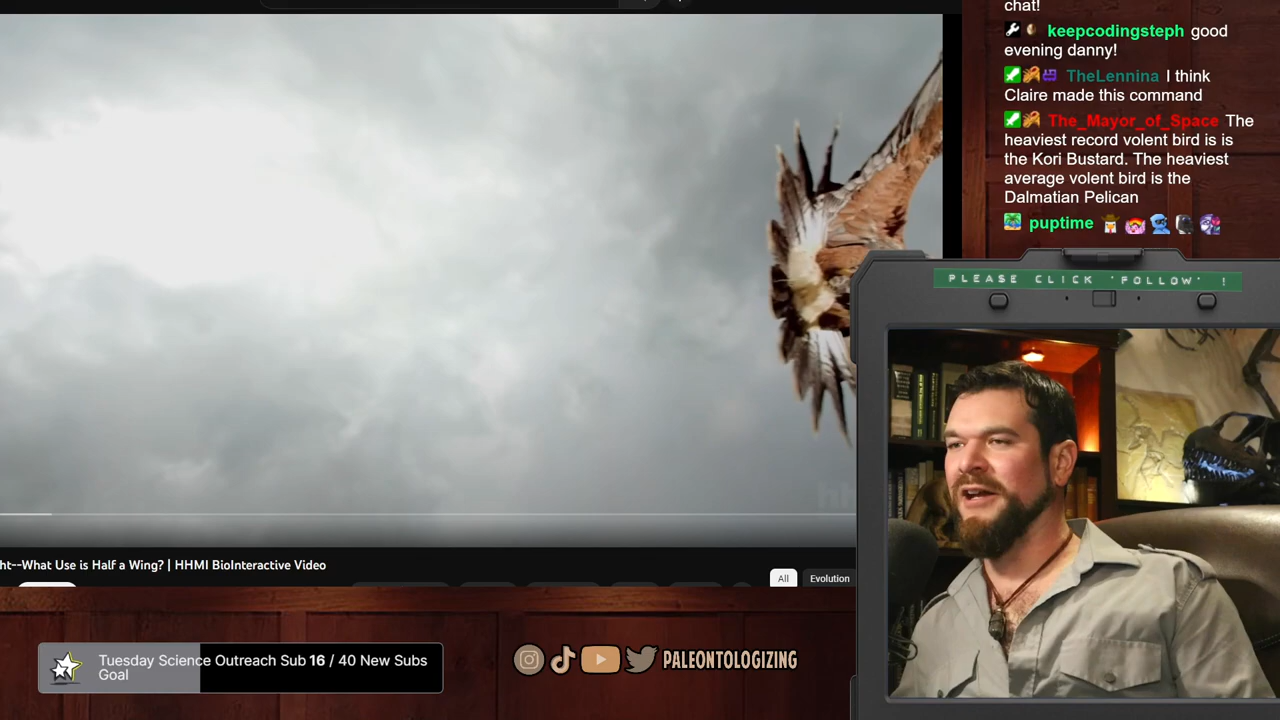 chat!
keepcodingsteph good
evening danny!
TheLennina I think
Claire made this command
The_Mayor_of_Space The
heaviest record volent bird is is
the Kori Bustard. The heaviest
average volent bird is the
Dalmatian Pelican
puptime
PLEASE CLICK 'FOLLOW' !
ht--What Use is Half a Wing? | HHMI BioInteractive Video
All
Evolution
Tuesday Science Outreach Sub 16 / 40 New Subs
Goal
PALEONTOLOGIZING